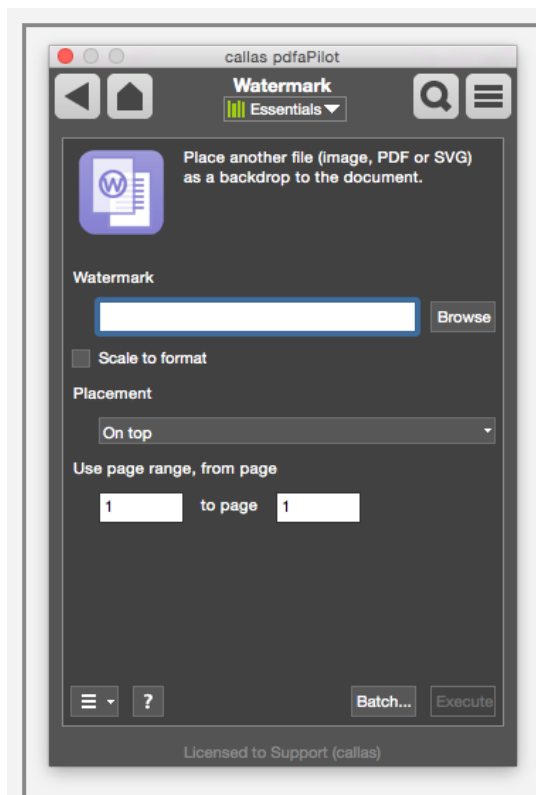 callas pdfaPilot
Watermark
Essentials
Place another file (image, PDF or SVG)
as a backdrop to the document.
W
Watermark
Browse
Scale to format
Placement
On top
Use page range, from page
1 to page 1
?
Batch... Execute
Licensed to Support (callas)